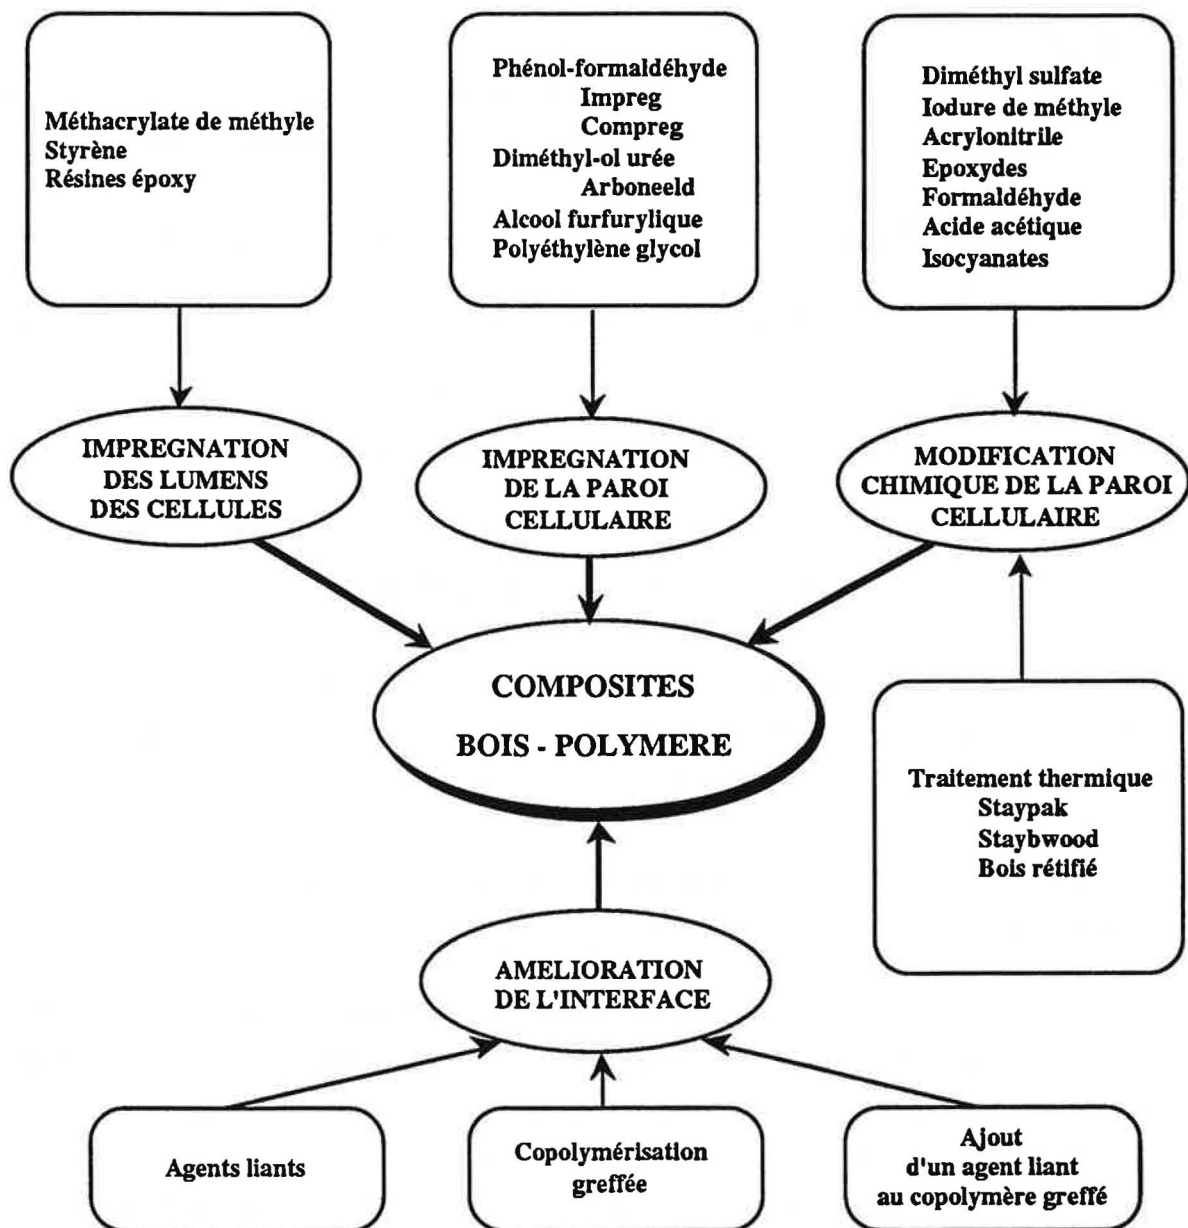 Méthacrylate de méthyle
Styrène
Résines époxy
Phénol-formaldéhyde
Impreg
Compreg
Diméthyl-ol urée
Arboneeld
Alcool furfurylique
Polyéthylène glycol
Diméthyl sulfate
Iodure de méthyle
Acrylonitrile
Epoxydes
Formaldéhyde
Acide acétique
Isocyanates
IMPREGNATION
DES LUMENS
DES CELLULES
IMPREGNATION
DE LA PAROI
CELLULAIRE
MODIFICATION
CHIMIQUE DE LA PAROI
CELLULAIRE
COMPOSITES
BOIS - POLYMERE
Traitement thermique
Staypak
Staybwood
Bois rétifié
AMELIORATION
DE L'INTERFACE
Agents liants
Copolymérisation
greffée
Ajout
d'un agent liant
au copolymère greffé